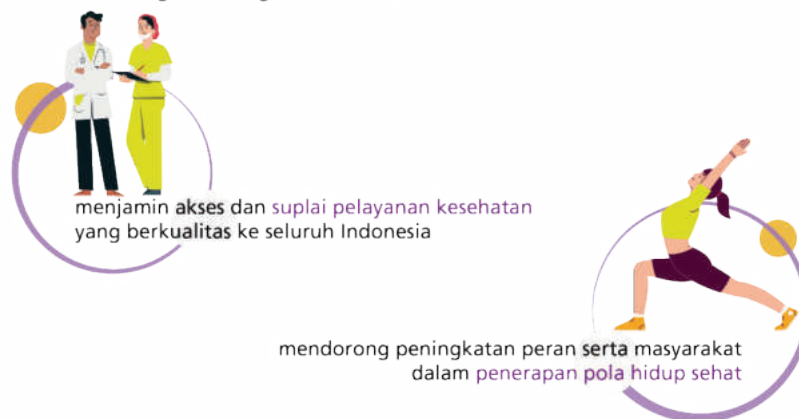 menjamin akses dan suplai pelayanan kesehatan
yang berkualitas ke seluruh Indonesia
mendorong peningkatan peran serta masyarakat
dalam penerapan pola hidup sehat